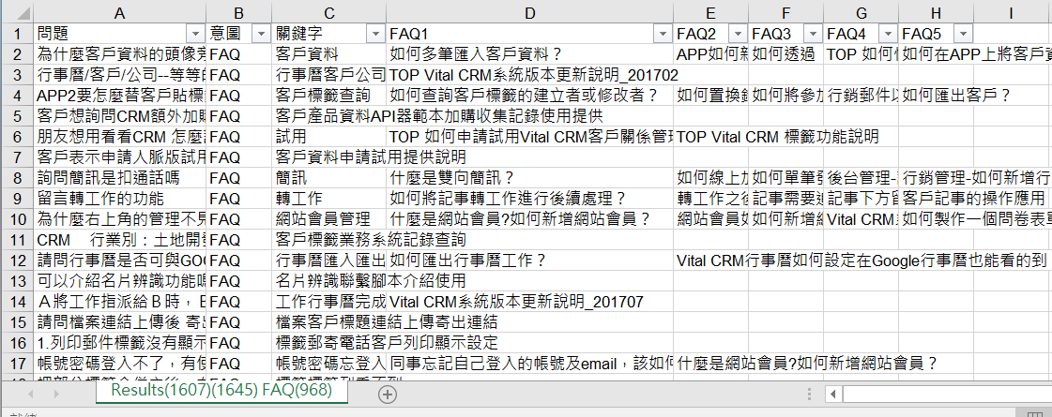 A B C D E F G H I
1 問題 意圖 關鍵字 FAQ1 FAQ2 FAQ3 FAQ4 FAQ5
2 為什麼客戶資料的頭像旁 FAQ 客戶資料 如何多筆匯入客戶資料？ APP如何新 如何透過 TOP 如何 如何在APP上將客戶資
3 行事曆/客戶/公司--等等的 FAQ 行事曆客戶公司 TOP Vital CRM系統版本更新說明_201702
4 APP2要怎麼替客戶貼標 FAQ 客戶標籤查詢 如何查詢客戶標籤的建立者或修改者？ 如何置換 如何將參加 行銷郵件以 如何匯出客戶？
5 客戶想詢問CRM額外加購 FAQ 客戶產品資料API器範本加購收集記錄使用提供
6 朋友想用看看CRM 怎麼 FAQ 試用 TOP 如何申請試用Vital CRM客戶關係管理 TOP Vital CRM 標籤功能說明
7 客戶表示申請人脈版試用 FAQ 客戶資料申請試用提供說明
8 詢問簡訊是扣通話嗎 FAQ 簡訊 什麼是雙向簡訊？ 如何線上加 如何單筆發 後台管理- 行銷管理-如何新增行
9 留言轉工作的功能 FAQ 轉工作 如何將記事轉工作進行後續處理？ 轉工作之後 記事需要追 記事下方留 客戶記事的操作應用
10 為什麼右上角的管理不見 FAQ 網站會員管理 什麼是網站會員?如何新增網站會員？ 網站會員如 如何新增 Vital CRM 如何製作一個問卷表單
11 CRM 行業別：土地開發 FAQ 客戶標籤業務系統記錄查詢
12 請問行事曆是否可與GOO FAQ 行事曆匯入匯出 如何匯出行事曆工作？ Vital CRM行事曆如何設定在Google行事曆也能看的到
13 可以介紹名片辨識功能嗎 FAQ 名片辨識聯繫腳本介紹使用
14 Ａ將工作指派給Ｂ時，Ｂ FAQ 工作行事曆完成 Vital CRM系統版本更新說明_201707
15 請問檔案連結上傳後 寄出 FAQ 檔案客戶標題連結上傳寄出連結
16 1.列印郵件標籤沒有顯示 FAQ 標籤郵寄電話客戶列印顯示設定
17 帳號密碼登入不了，有使 FAQ 帳號密碼忘登入 同事忘記自己登入的帳號及email，該如何 什麼是網站會員?如何新增網站會員？
Results(1607)(1645) FAQ(968)